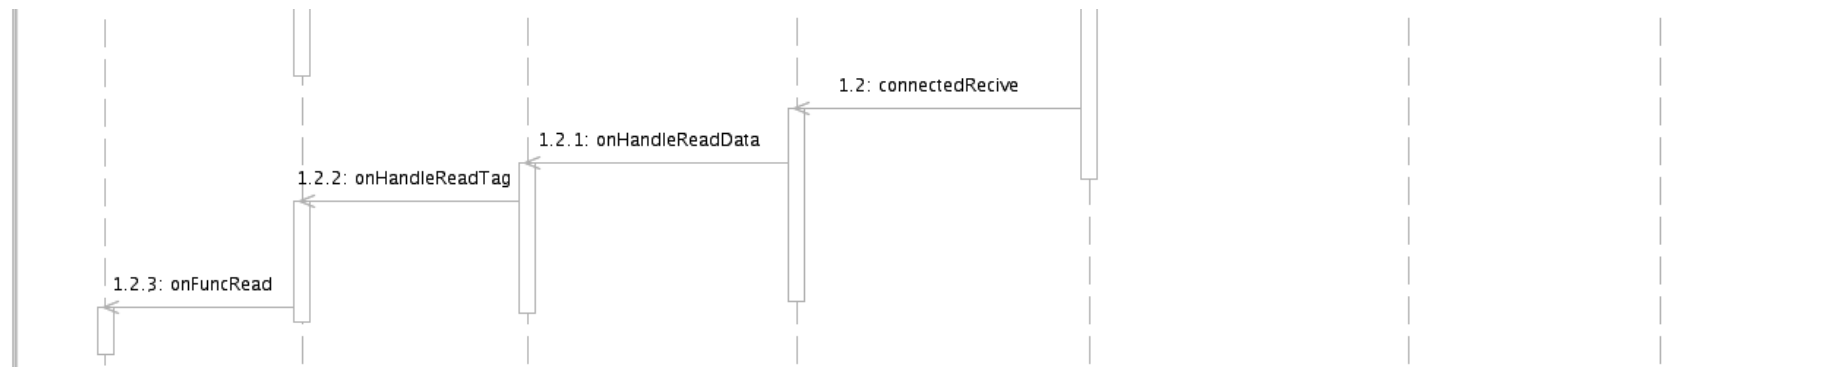 1.2: connectedRecive
1.2.1: onHandleReadData
1.2.2: onHandleReadTag
1.2.3: onFuncRead